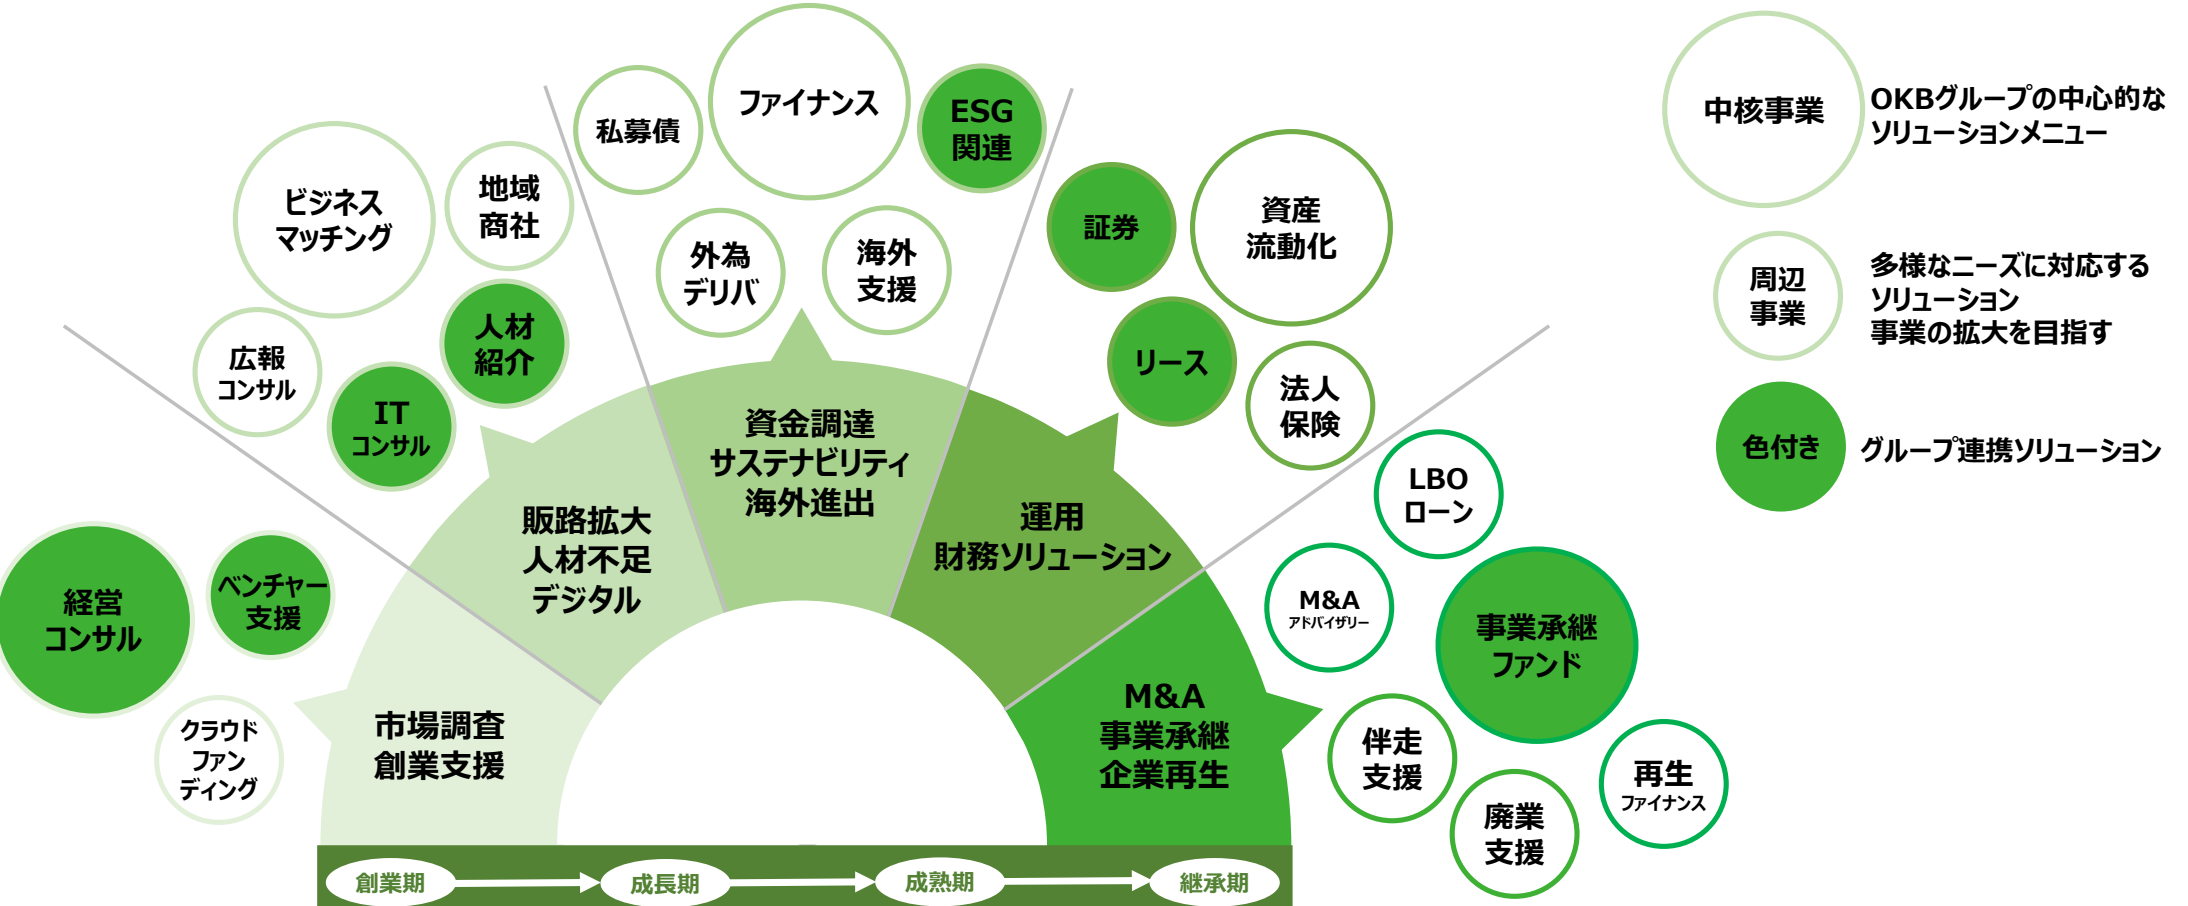 経営
コンサル
ベンチャー
支援
クラウド
ファン
ディング
市場調査
創業支援
ビジネス
マッチング
地域
商社
広報
コンサル
IT
コンサル
人材
紹介
販路拡大
人材不足
デジタル
私募債
ファイナンス
ESG
関連
外為
デリバ
海外
支援
資金調達
サステナビリティ
海外進出
証券
資産
流動化
リース
法人
保険
運用
財務ソリューション
LBO
ローン
M&A
アドバイザリー
事業承継
ファンド
伴走
支援
廃業
支援
再生
ファイナンス
M&A
事業承継
企業再生
創業期
成長期
成熟期
継承期
中核事業
OKBグループの中心的な
ソリューションメニュー
周辺
事業
多様なニーズに対応する
ソリューション
事業の拡大を目指す
色付き
グループ連携ソリューション